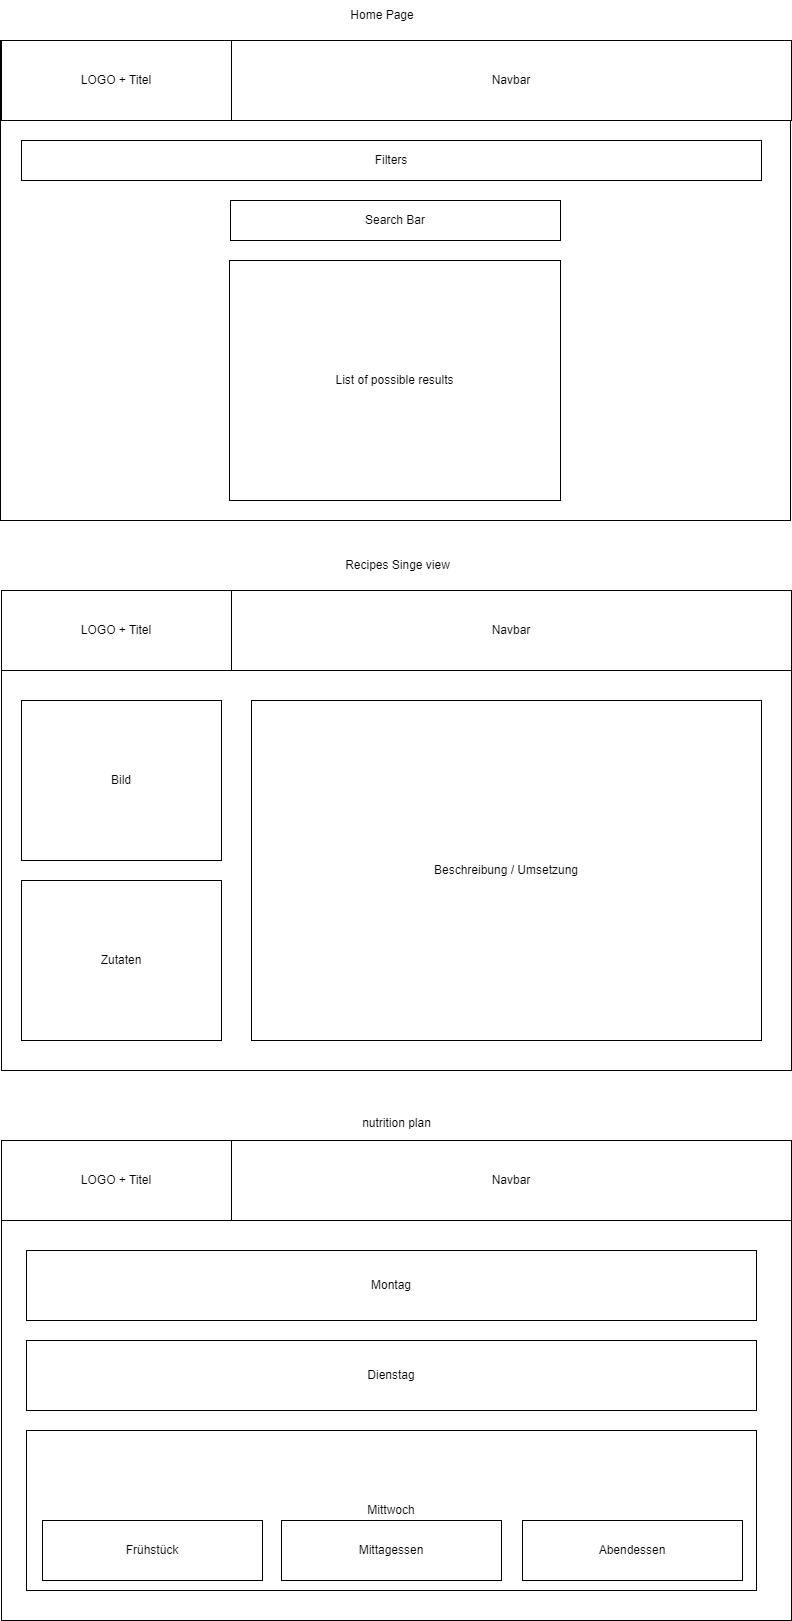 Home Page
LOGO + Titel
Navbar
Filters
Search Bar
List of possible results
Recipes Singe view
LOGO + Titel
Navbar
Bild
Beschreibung / Umsetzung
Zutaten
nutrition plan
LOGO + Titel
Navbar
Montag
Dienstag
Mittwoch
Frühstück
Mittagessen
Abendessen